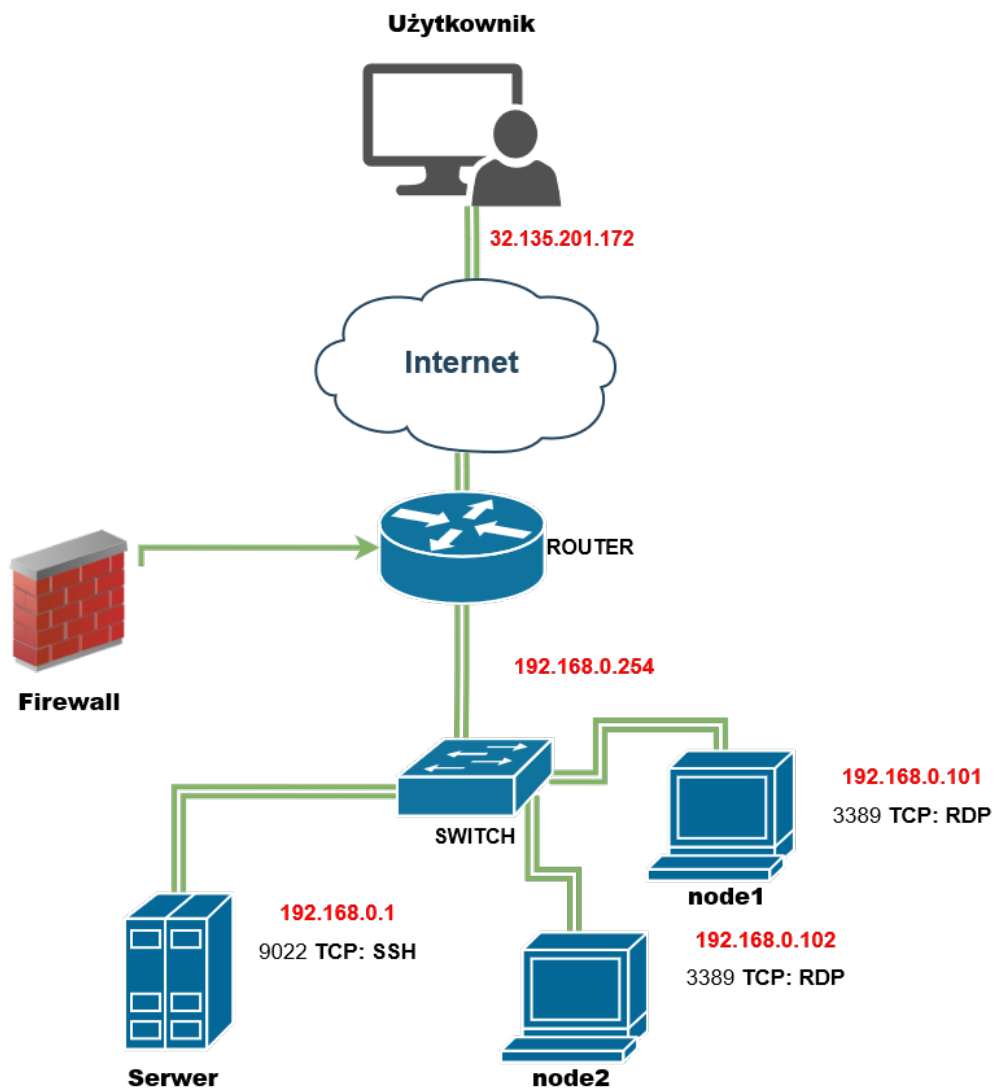 Użytkownik
32.135.201.172
Internet
ROUTER
Firewall
192.168.0.254
SWITCH
192.168.0.101
3389 TCP: RDP
node1
192.168.0.1
9022 TCP: SSH
192.168.0.102
3389 TCP: RDP
Serwer
node2